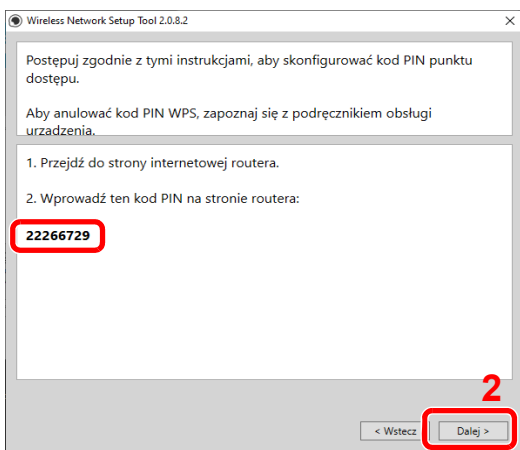 Wireless Network Setup Tool 2.0.8.2
Postępuj zgodnie z tymi instrukcjami, aby skonfigurować kod PIN punktu
dostępu.
Aby anulować kod PIN WPS, zapoznaj się z podręcznikiem obsługi
urządzenia.
1. Przejdź do strony internetowej routera.
2. Wprowadź ten kod PIN na stronie routera:
22266729
2
< Wstecz Dalej >